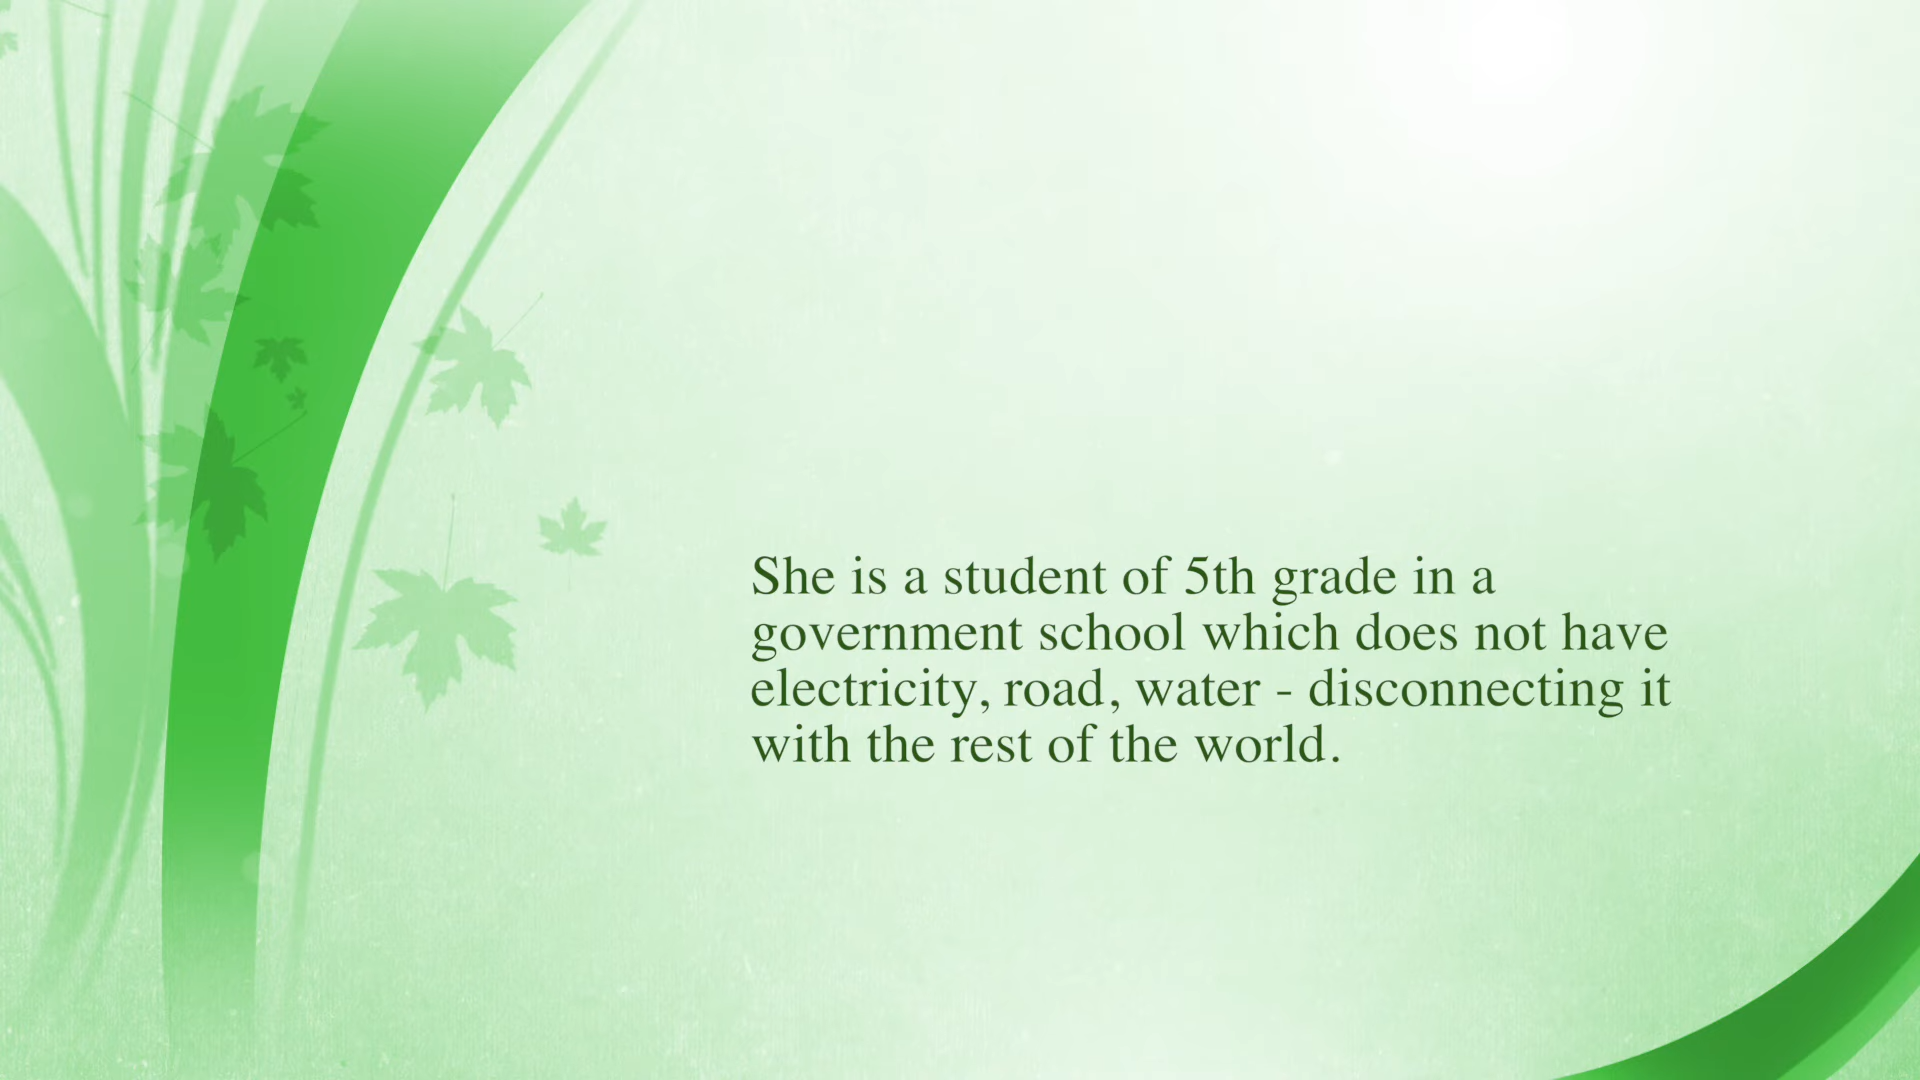 She is a student of 5th grade in a
government school which does not have
electricity, road, water - disconnecting it
with the rest of the world.